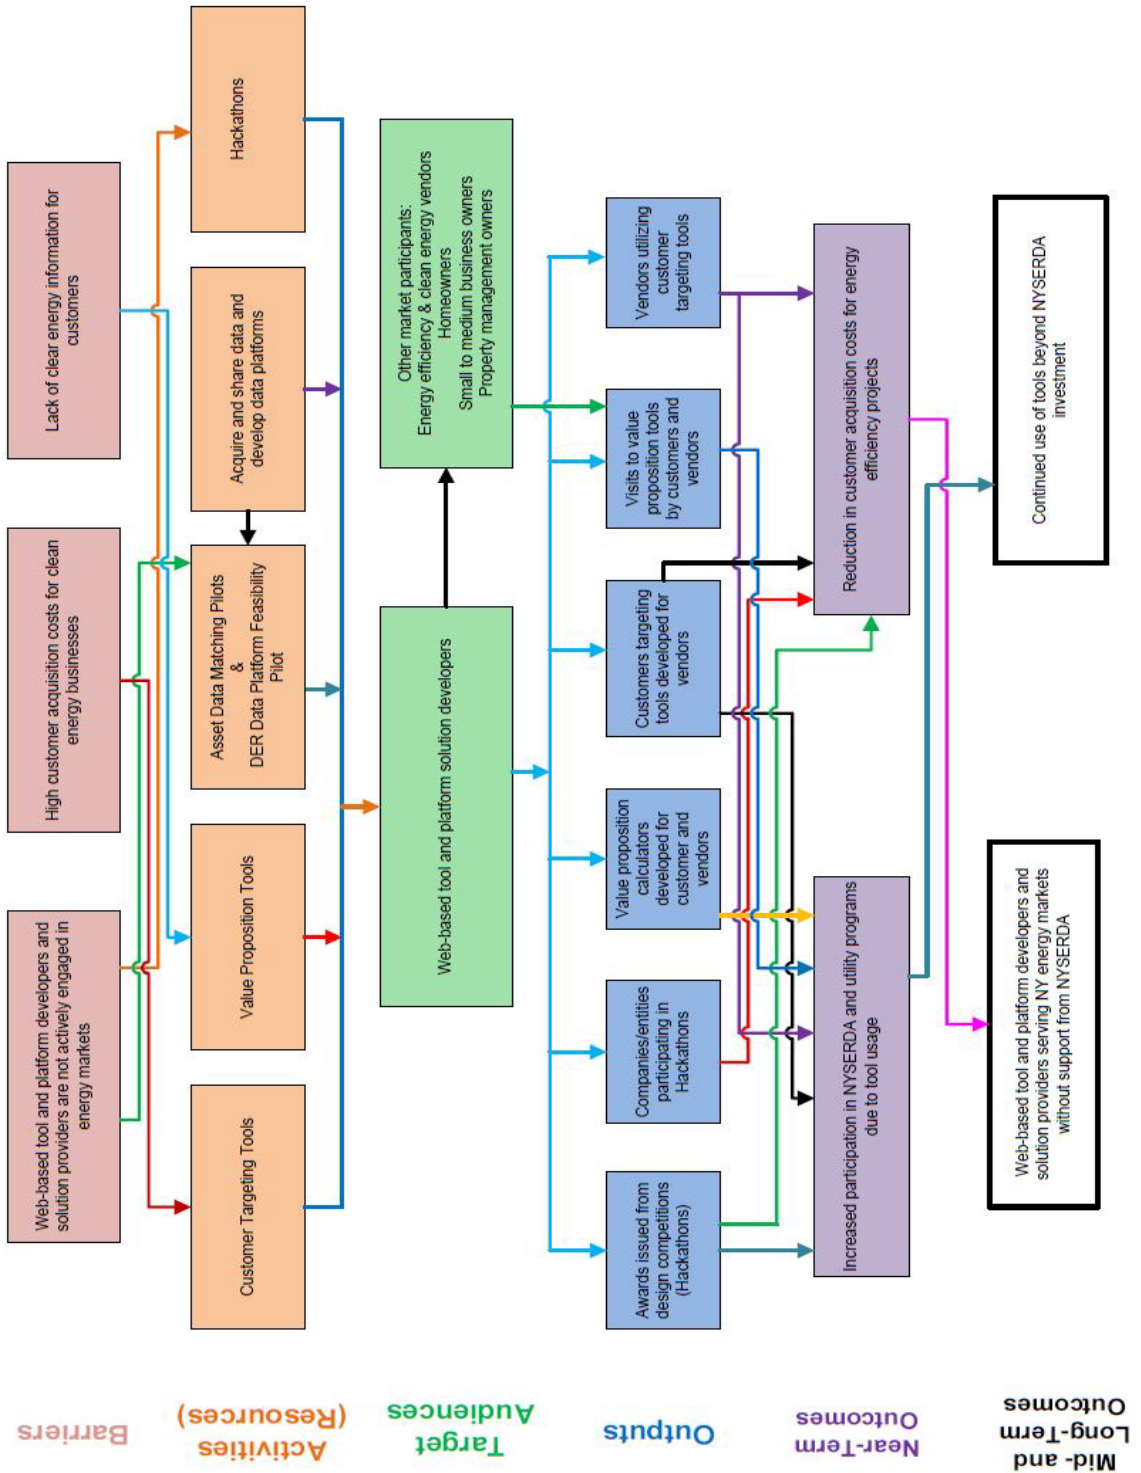 Barriers
Web-based tool and platform developers and
solution providers are not actively engaged in
energy markets
High customer acquisition costs for clean
energy businesses
Lack of clear energy information for
customers
Activities
(Resources)
Customer Targeting Tools
Value Proposition Tools
Asset Data Matching Pilots
&
DER Data Platform Feasibility
Pilot
Acquire and share data and
develop data platforms
Hackathons
Target
Audiences
Web-based tool and platform solution developers
Other market participants:
Energy efficiency & clean energy vendors
Homeowners
Small to medium business owners
Property management owners
Outputs
Awards issued from
design competitions
(Hackathons)
Companies/entities
participating in
Hackathons
Value proposition
calculators
developed for
customer and
vendors
Customers targeting
tools developed for
vendors
Visits to value
proposition tools
by customers and
vendors
Vendors utilizing
customer
targeting tools
Near-Term
Outcomes
Increased participation in NYSERDA and utility programs
due to tool usage
Reduction in customer acquisition costs for energy
efficiency projects
Mid- and
Long-Term
Outcomes
Web-based tool and platform developers and
solution providers serving NY energy markets
without support from NYSERDA
Continued use of tools beyond NYSERDA
investment